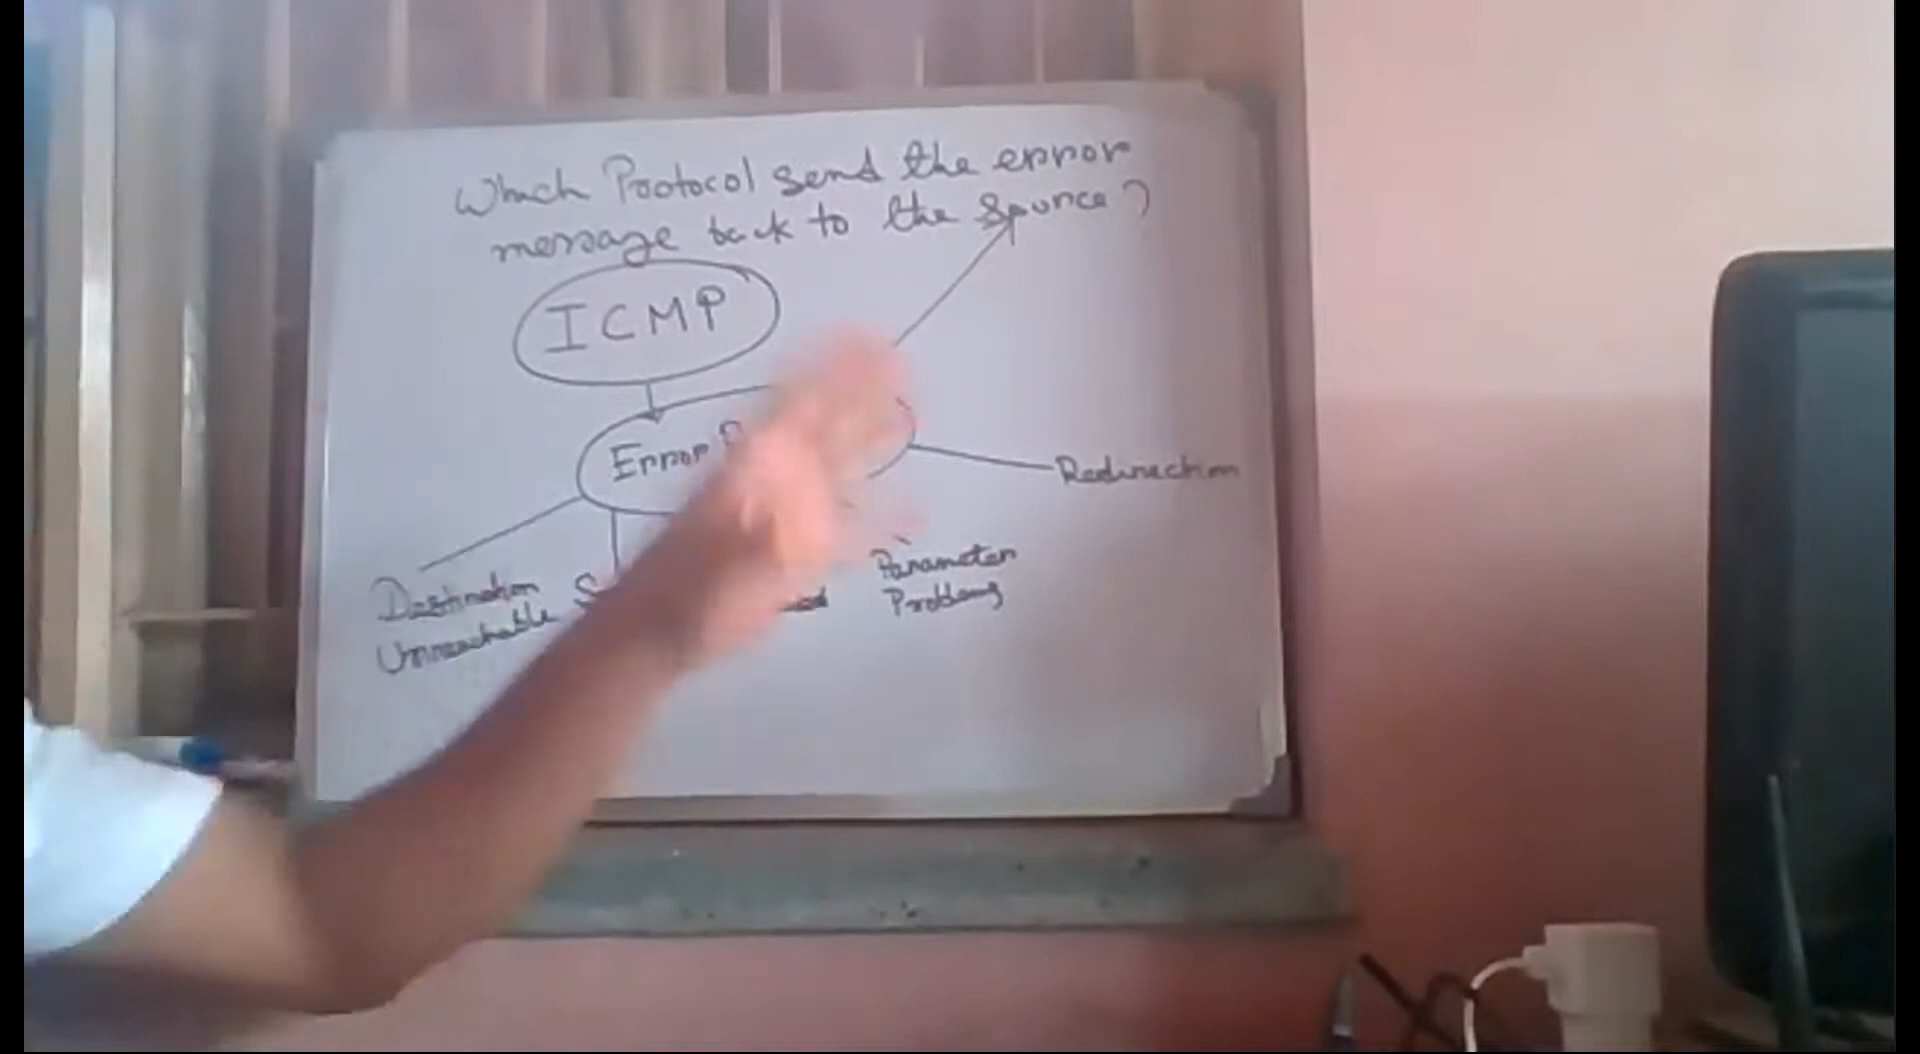 Which Protocol send the error
message back to the source?
ICMP
Error
Redirection
Destination
Unreachable
Parameter
Problems